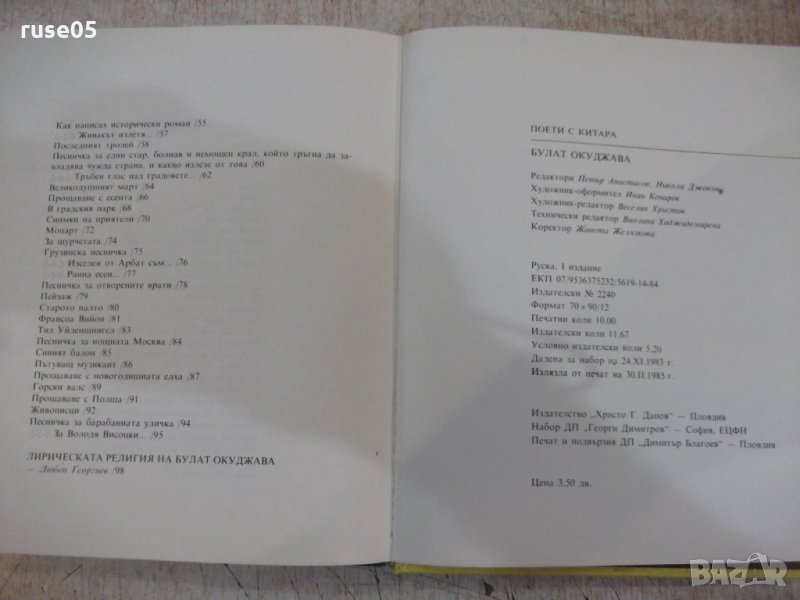 ruse05
Как написах исторически роман /55
Живакът излетя... /57
Последният тролей /58
Песничка за един стар, болнав и немощен крал, който тръгна да за-
владява чужда страна, и какво излезе от това /60
Тръбен глас над градовете... /62
Великодушният март /64
Прощаване с есента /66
В градския парк /68
Снимки на приятели /70
Моцарт /72
За щурчетата /74
Грузинска песничка /75
Изселен от Арбат съм... /76
Ранна есен... /77
Песничка за отворените врати /78
Пейзаж /79
Старото палто /80
Франсоа Вийон /81
Тил Уйленшпигел /83
Песничка за нощната Москва /84
Синият балон /85
Пътуващ музикант /86
Прощаване с новогодишната елха /87
Горски валс /89
Прощаване с Полша /91
Живописци /92
Песничка за барабанната уличка /94
За Володя Висоцки... /95
ЛИРИЧЕСКАТА РЕЛИГИЯ НА БУЛАТ ОКУДЖАВА
— Любен Георгиев /98
ПОЕТИ С КИТАРА
БУЛАТ ОКУДЖАВА
Редактори Петър Анастасов, Никола Джоков
Художник-оформител Иван Кенаров
Художник-редактор Веселин Христов
Технически редактор Виолина Хаджидемирева
Коректор Жанета Желязкова
Руска, I издание
ЕКП 07/9536375232/5619-14-84
Издателски № 2240
Формат 70×90/12
Печатни коли 10,00
Издателски коли 11,67
Условно издателски коли 5,20
Дадена за набор на 24.XI.1983 г.
Излязла от печат на 30.II.1985 г.
Издателство „Христо Г. Данов“ — Пловдив
Набор ДП „Георги Димитров“ — София, ЕЦФН
Печат и подвързия ДП „Димитър Благоев“ — Пловдив
Цена 3,50 лв.
BAZAR